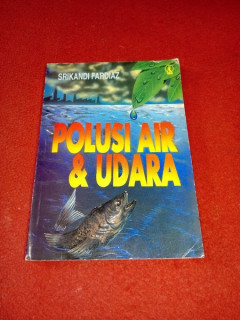 SRIKANDI FARDIAZ
POLUSI AIR
& UDARA